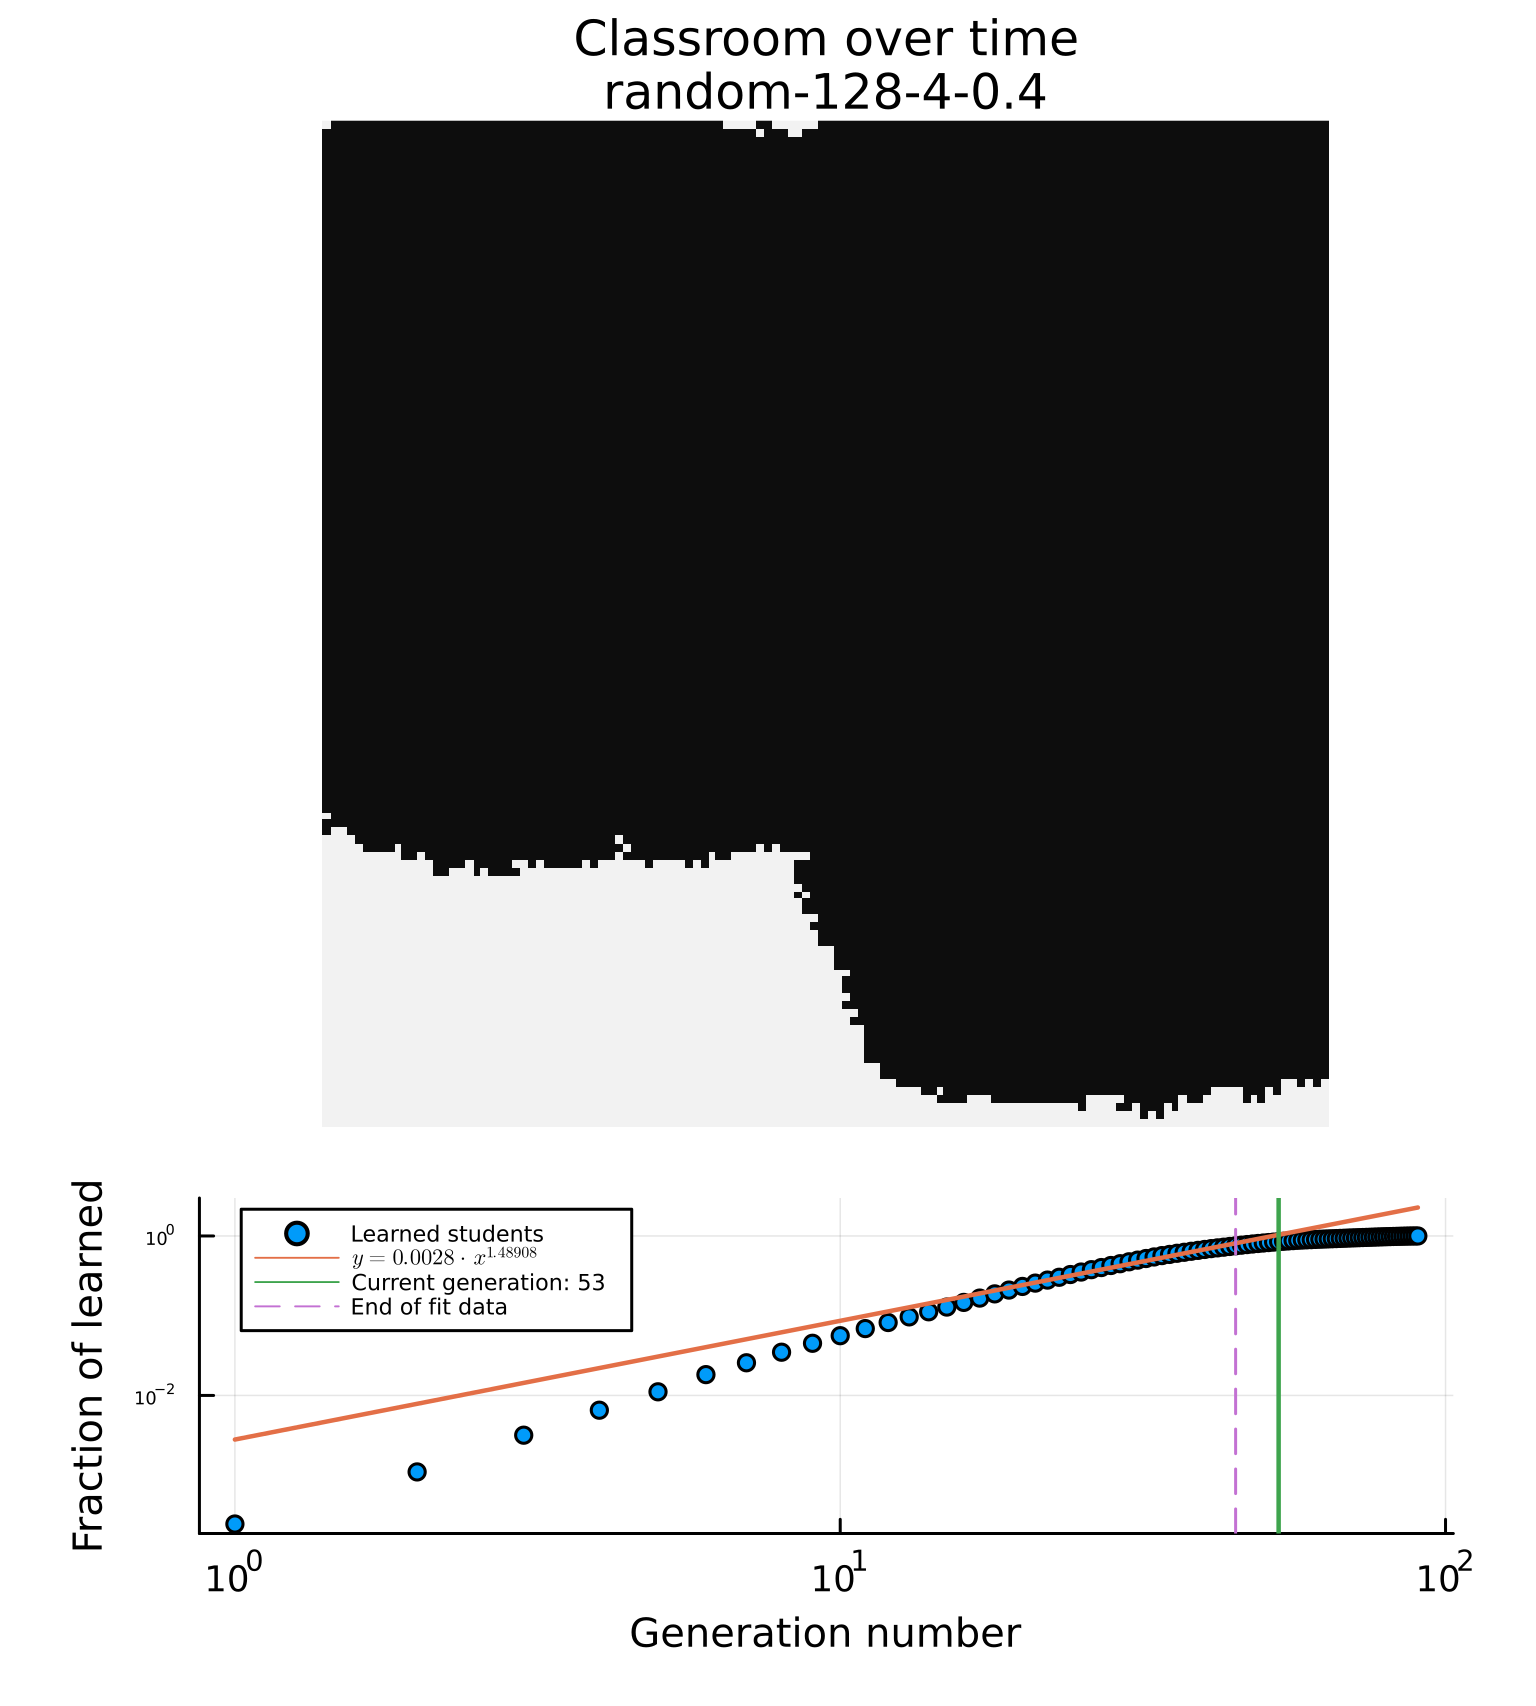 Classroom over time
random-128-4-0.4
Fraction of learned
10⁰
10⁻²
Learned students
y = 0.0028 · x^1.48908
Current generation: 53
End of fit data
10⁰
10¹
10²
Generation number